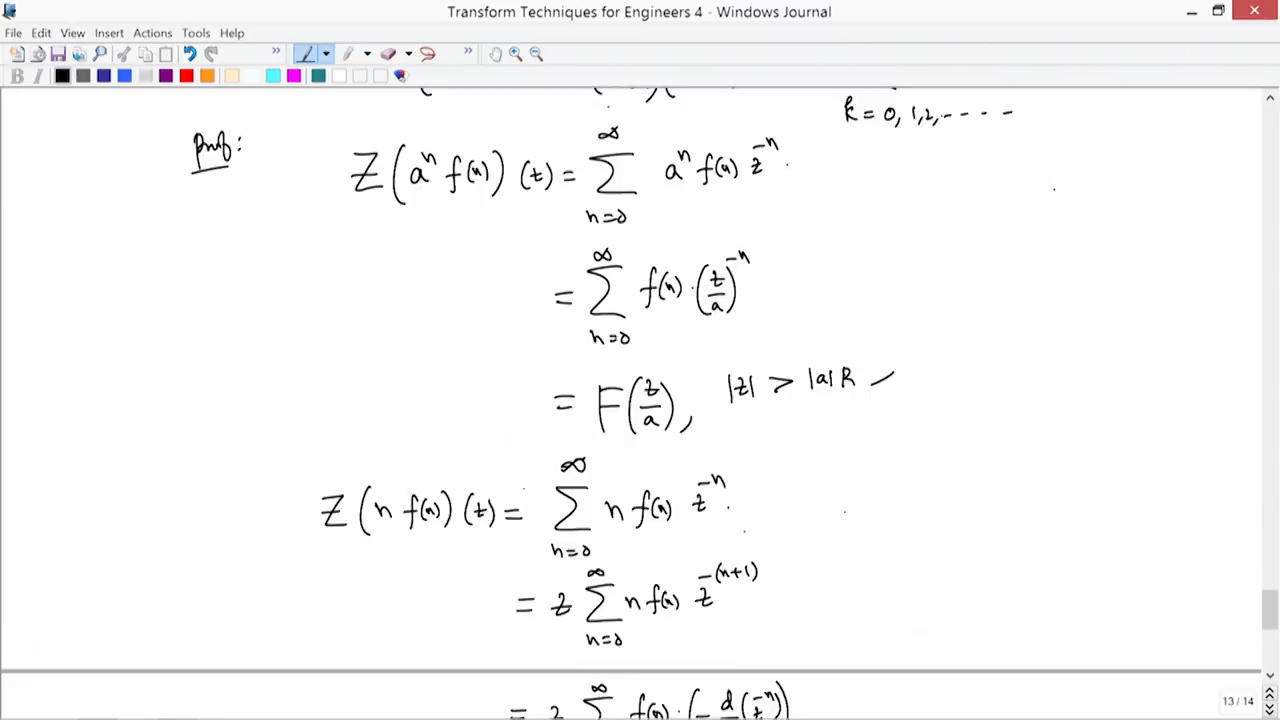 Transform Techniques for Engineers 4 - Windows Journal
File Edit View Insert Actions Tools Help
B I
k = 0, 1, 2, - - - -
Proof:
Z(aⁿ f(n))(z) = ∑_{n=0}^{∞} aⁿ f(n) z⁻ⁿ.
= ∑_{n=0}^{∞} f(n) · (z/a)⁻ⁿ
= F(z/a), |z| > |a| R ✓
Z(n f(n))(z) = ∑_{n=0}^{∞} n f(n) z⁻ⁿ.
= z ∑_{n=0}^{∞} n f(n) z^{-(n+1)}
13 / 14